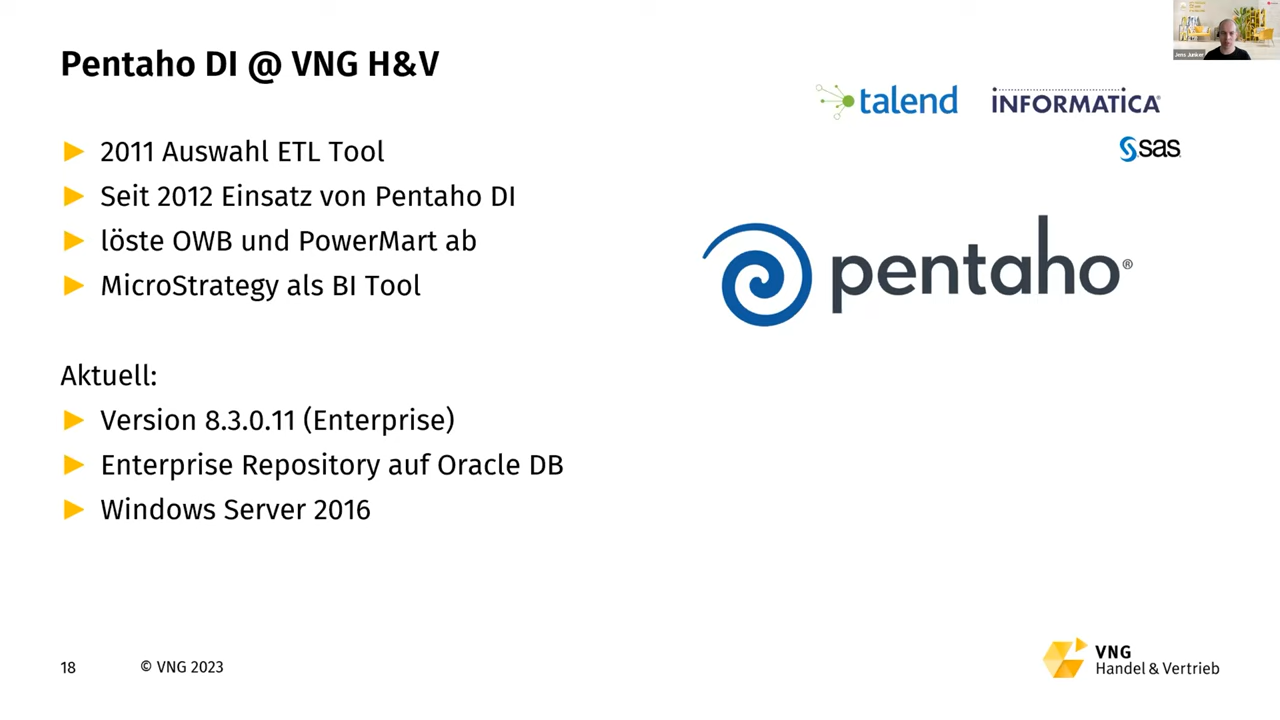 Pentaho DI @ VNG H&V
talend
INFORMATICA®
sas
► 2011 Auswahl ETL Tool
► Seit 2012 Einsatz von Pentaho DI
► löste OWB und PowerMart ab
► MicroStrategy als BI Tool
pentaho®
Aktuell:
► Version 8.3.0.11 (Enterprise)
► Enterprise Repository auf Oracle DB
► Windows Server 2016
18
© VNG 2023
VNG
Handel & Vertrieb
Jens Junker